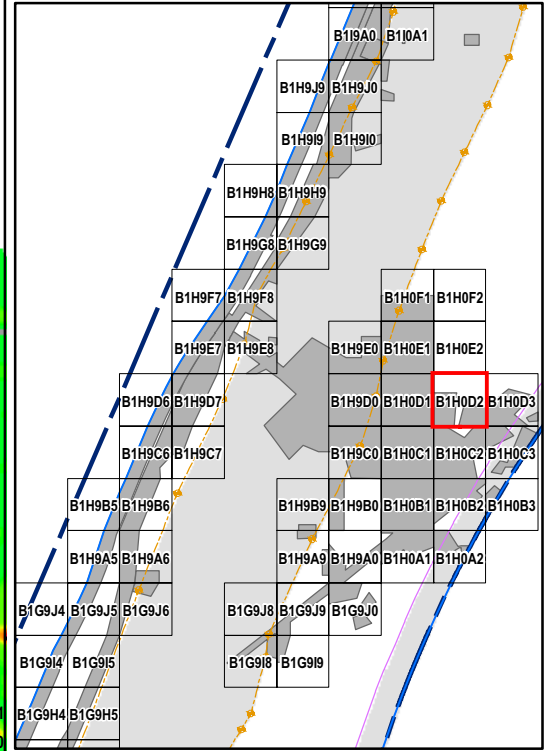 B1I9A0 B1I0A1
B1H9J9 B1H9J0
B1H9I9 B1H9I0
B1H9H8 B1H9H9
B1H9G8 B1H9G9
B1H9F7 B1H9F8 B1H0F1 B1H0F2
B1H9E7 B1H9E8 B1H9E0 B1H0E1 B1H0E2
B1H9D6 B1H9D7 B1H9D0 B1H0D1 B1H0D2 B1H0D3
B1H9C6 B1H9C7 B1H9C0 B1H0C1 B1H0C2 B1H0C3
B1H9B5 B1H9B6 B1H9B9 B1H9B0 B1H0B1 B1H0B2 B1H0B3
B1H9A5 B1H9A6 B1H9A9 B1H9A0 B1H0A1 B1H0A2
B1G9J4 B1G9J5 B1G9J6 B1G9J8 B1G9J9 B1G9J0
B1G9I4 B1G9I5 B1G9I8 B1G9I9
B1G9H4 B1G9H5